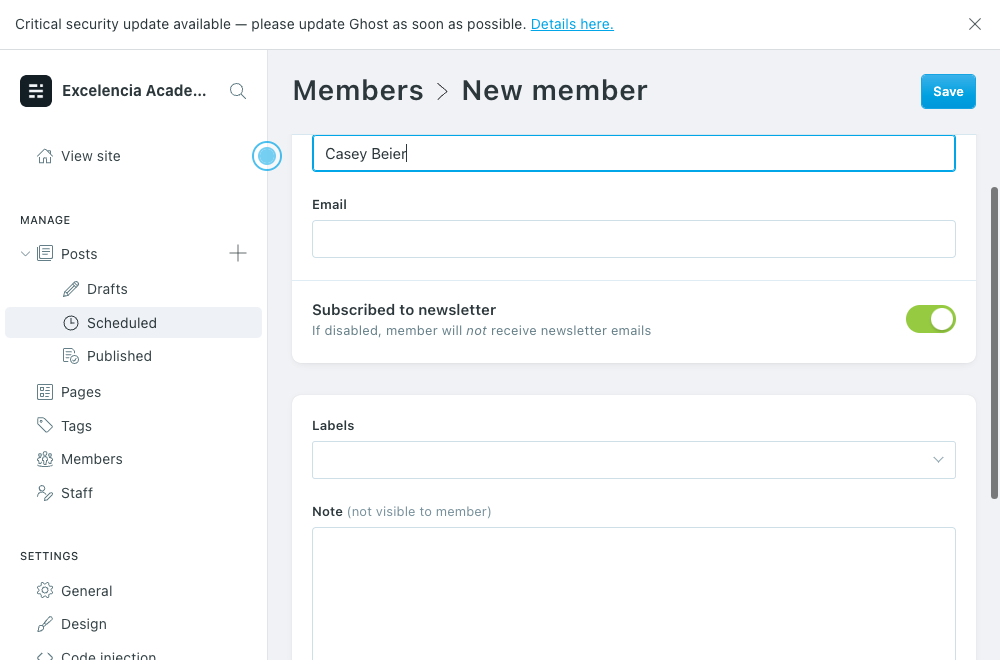 Critical security update available — please update Ghost as soon as possible. Details here.
Excelencia Acade...
Members > New member
Save
View site
Casey Beier
Email
MANAGE
Posts
Drafts
Subscribed to newsletter
Scheduled
If disabled, member will not receive newsletter emails
Published
Pages
Tags
Labels
Members
Staff
Note (not visible to member)
SETTINGS
General
Design
Code injection